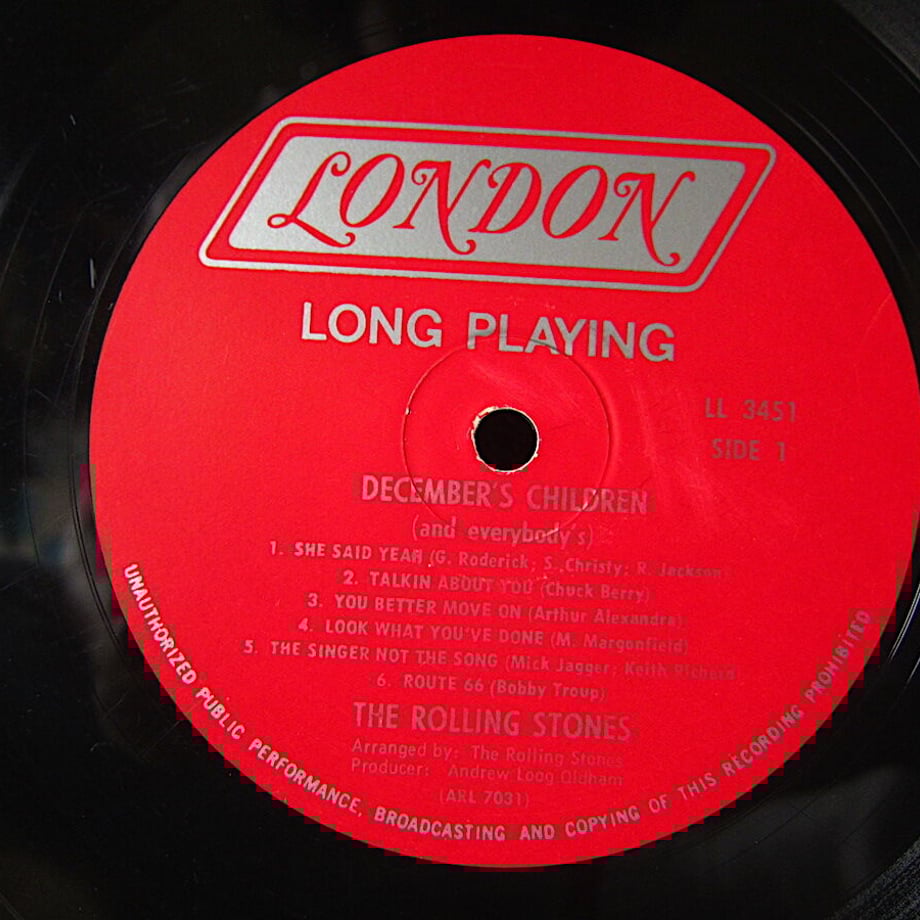 LONDON
LONG PLAYING
LL 3451
SIDE 1
DECEMBER'S CHILDREN
(and everybody's)
1. SHE SAID YEAH (G. Roderick; S. Christy; R. Jackson)
2. TALKIN ABOUT YOU (Chuck Berry)
3. YOU BETTER MOVE ON (Arthur Alexandra)
4. LOOK WHAT YOU'VE DONE (M. Margonfield)
5. THE SINGER NOT THE SONG (Mick Jagger; Keith Richard)
6. ROUTE 66 (Bobby Troup)
THE ROLLING STONES
Arranged by: The Rolling Stones
Producer: Andrew Loog Oldham
(ARL 7031)
UNAUTHORIZED PUBLIC PERFORMANCE, BROADCASTING AND COPYING OF THIS RECORDING PROHIBITED